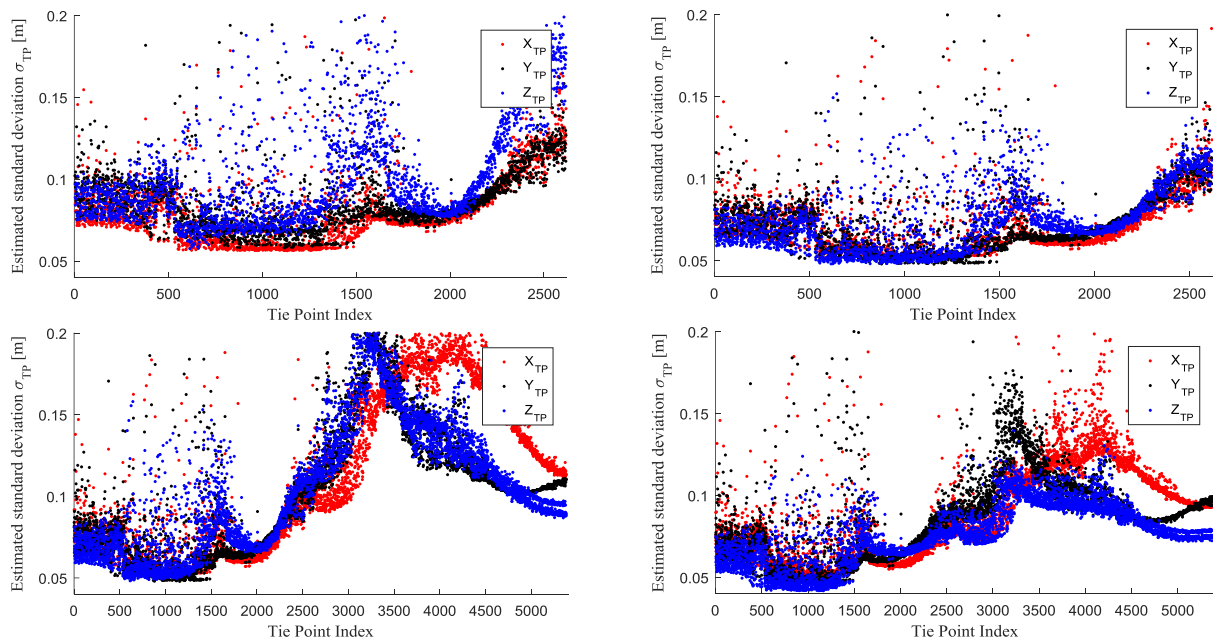 0.2
0.15
0.1
0.05
Estimated standard deviation σTP [m]
XTP
YTP
ZTP
0 500 1000 1500 2000 2500
Tie Point Index
0.2
0.15
0.1
0.05
Estimated standard deviation σTP [m]
XTP
YTP
ZTP
0 500 1000 1500 2000 2500
Tie Point Index
0.2
0.15
0.1
0.05
Estimated standard deviation σTP [m]
XTP
YTP
ZTP
0 500 1000 1500 2000 2500 3000 3500 4000 4500 5000
Tie Point Index
0.2
0.15
0.1
0.05
Estimated standard deviation σTP [m]
XTP
YTP
ZTP
0 500 1000 1500 2000 2500 3000 3500 4000 4500 5000
Tie Point Index